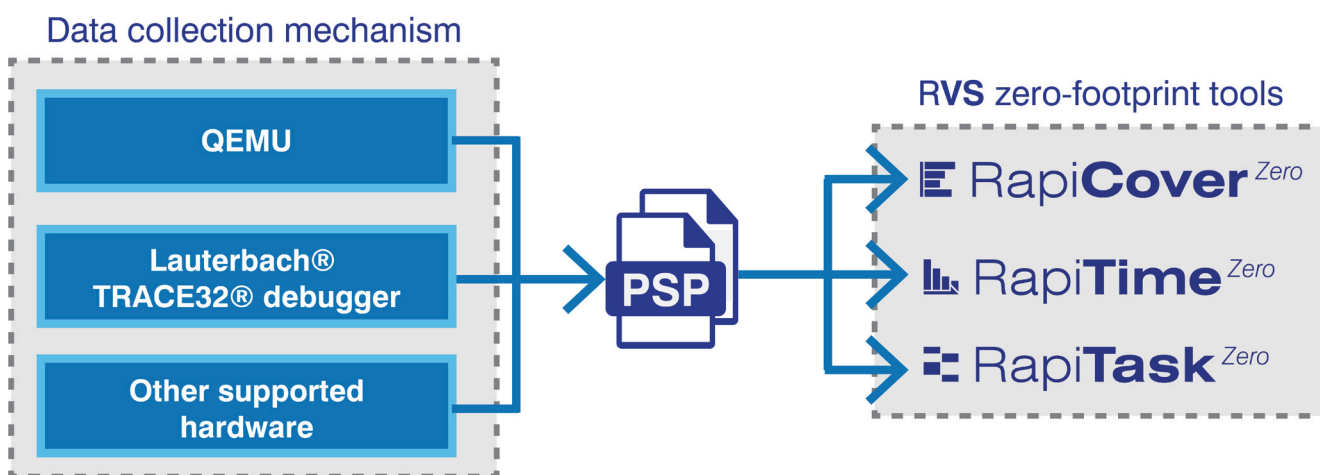 Data collection mechanism
QEMU
Lauterbach®
TRACE32® debugger
Other supported
hardware
PSP
RVS zero-footprint tools
RapiCover Zero
RapiTime Zero
RapiTask Zero